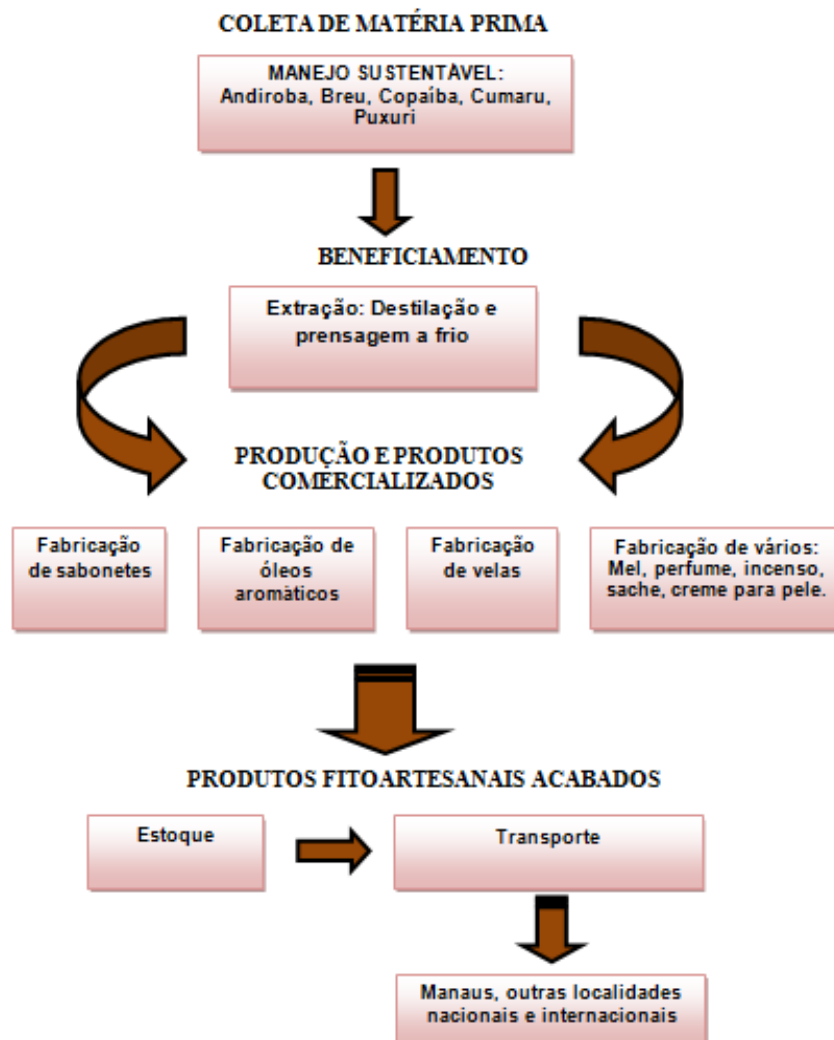 COLETA DE MATÉRIA PRIMA
MANEJO SUSTENTÁVEL:
Andiroba, Breu, Copaíba, Cumaru,
Puxuri
BENEFICIAMENTO
Extração: Destilação e
prensagem a frio
PRODUÇÃO E PRODUTOS
COMERCIALIZADOS
Fabricação
de sabonetes
Fabricação de
óleos
aromàticos
Fabricação
de velas
Fabricação de vários:
Mel, perfume, incenso,
sache, creme para pele.
PRODUTOS FITOARTESANAIS ACABADOS
Estoque
Transporte
Manaus, outras localidades
nacionais e internacionais